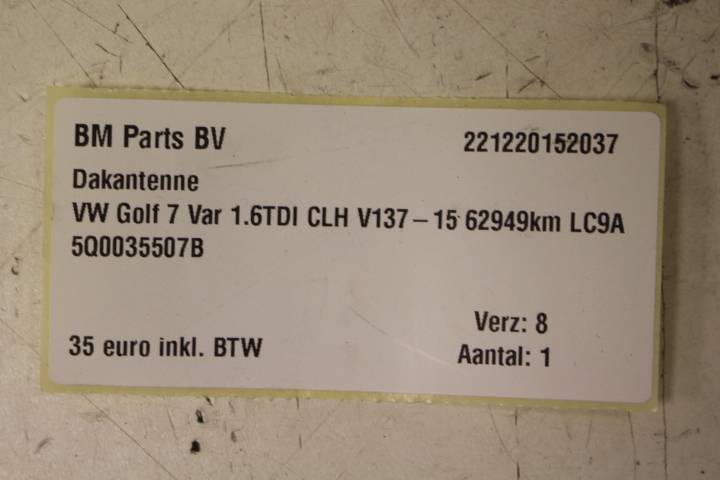 BM Parts BV 221220152037
Dakantenne
VW Golf 7 Var 1.6TDI CLH V137-15 62949km LC9A
5Q0035507B
Verz: 8
35 euro inkl. BTW Aantal: 1